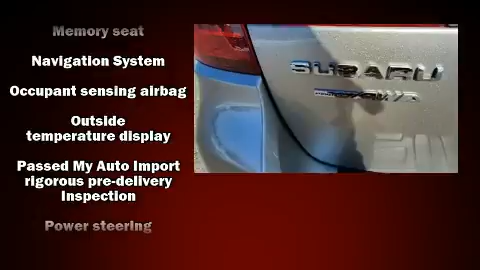 Memory seat
Navigation System
Occupant sensing airbag
Outside
temperature display
Passed My Auto Import
rigorous pre-delivery
Inspection
Power steering
SUBARU
AWD